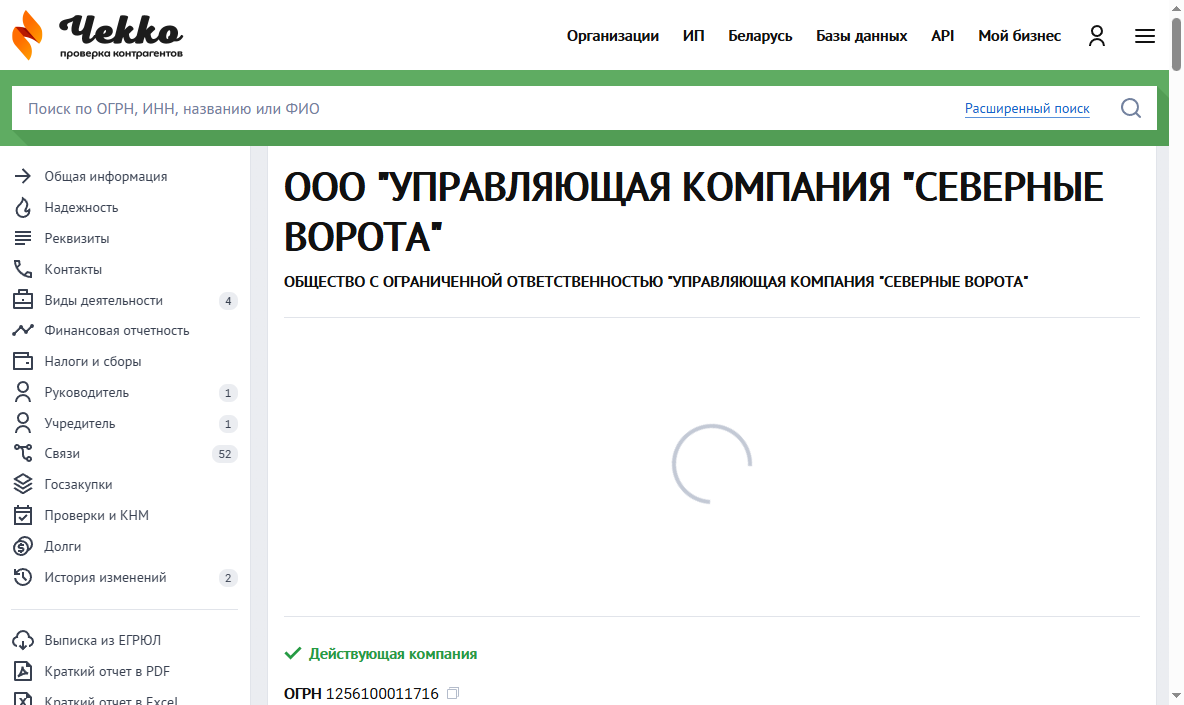 Чекко
проверка контрагентов
Организации ИП Беларусь Базы данных API Мой бизнес
Поиск по ОГРН, ИНН, названию или ФИО Расширенный поиск
Общая информация
Надежность
Реквизиты
Контакты
Виды деятельности 4
Финансовая отчетность
Налоги и сборы
Руководитель 1
Учредитель 1
Связи 52
Госзакупки
Проверки и КНМ
Долги
История изменений 2
Выписка из ЕГРЮЛ
Краткий отчет в PDF
Краткий отчет в Excel
ООО "УПРАВЛЯЮЩАЯ КОМПАНИЯ "СЕВЕРНЫЕ
ВОРОТА"
ОБЩЕСТВО С ОГРАНИЧЕННОЙ ОТВЕТСТВЕННОСТЬЮ "УПРАВЛЯЮЩАЯ КОМПАНИЯ "СЕВЕРНЫЕ ВОРОТА"
Действующая компания
ОГРН 1256100011716